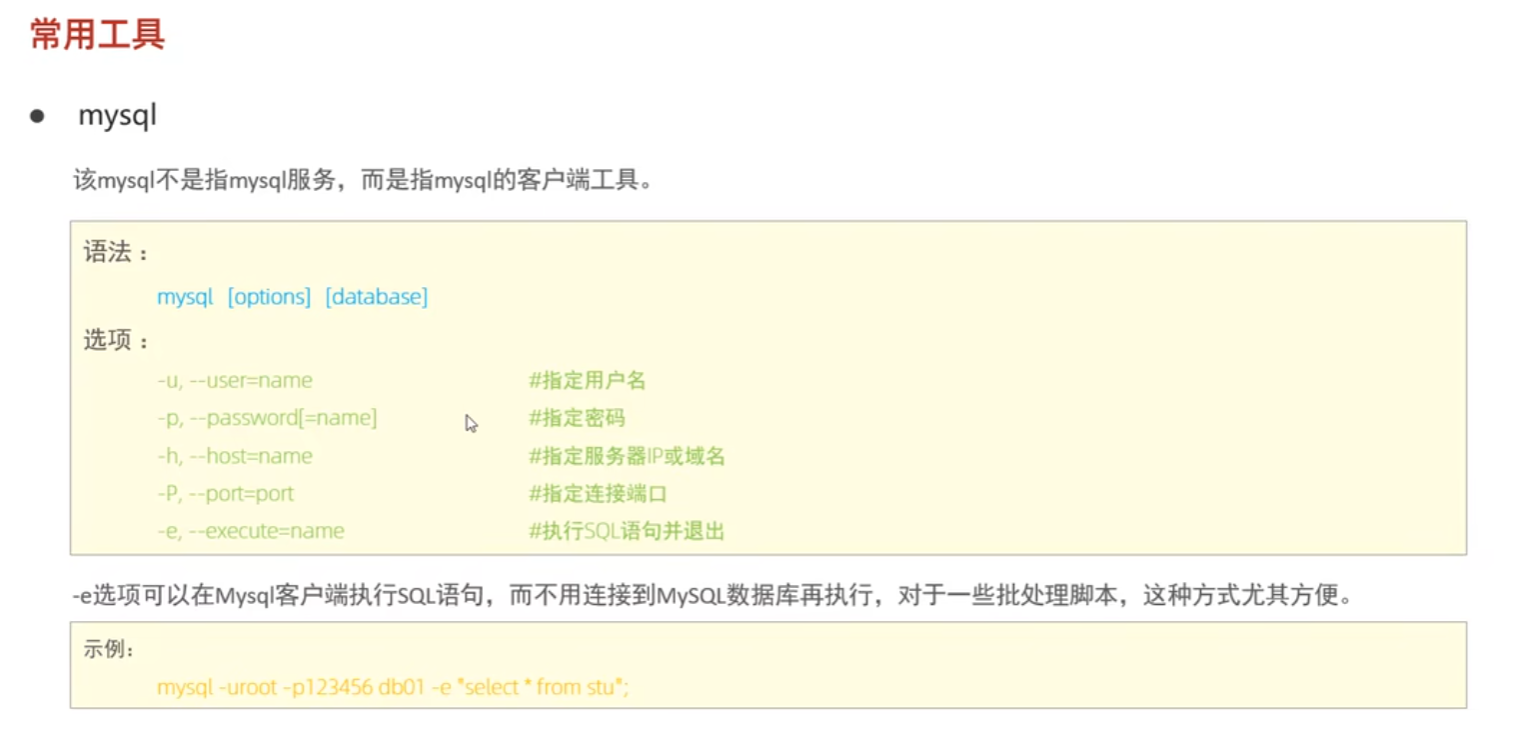 常用工具
● mysql
该mysql不是指mysql服务，而是指mysql的客户端工具。
语法 ：
mysql [options] [database]
选项 ：
-u, --user=name #指定用户名
-p, --password[=name] #指定密码
-h, --host=name #指定服务器IP或域名
-P, --port=port #指定连接端口
-e, --execute=name #执行SQL语句并退出
-e选项可以在Mysql客户端执行SQL语句，而不用连接到MySQL数据库再执行，对于一些批处理脚本，这种方式尤其方便。
示例：
mysql -uroot -p123456 db01 -e "select * from stu";